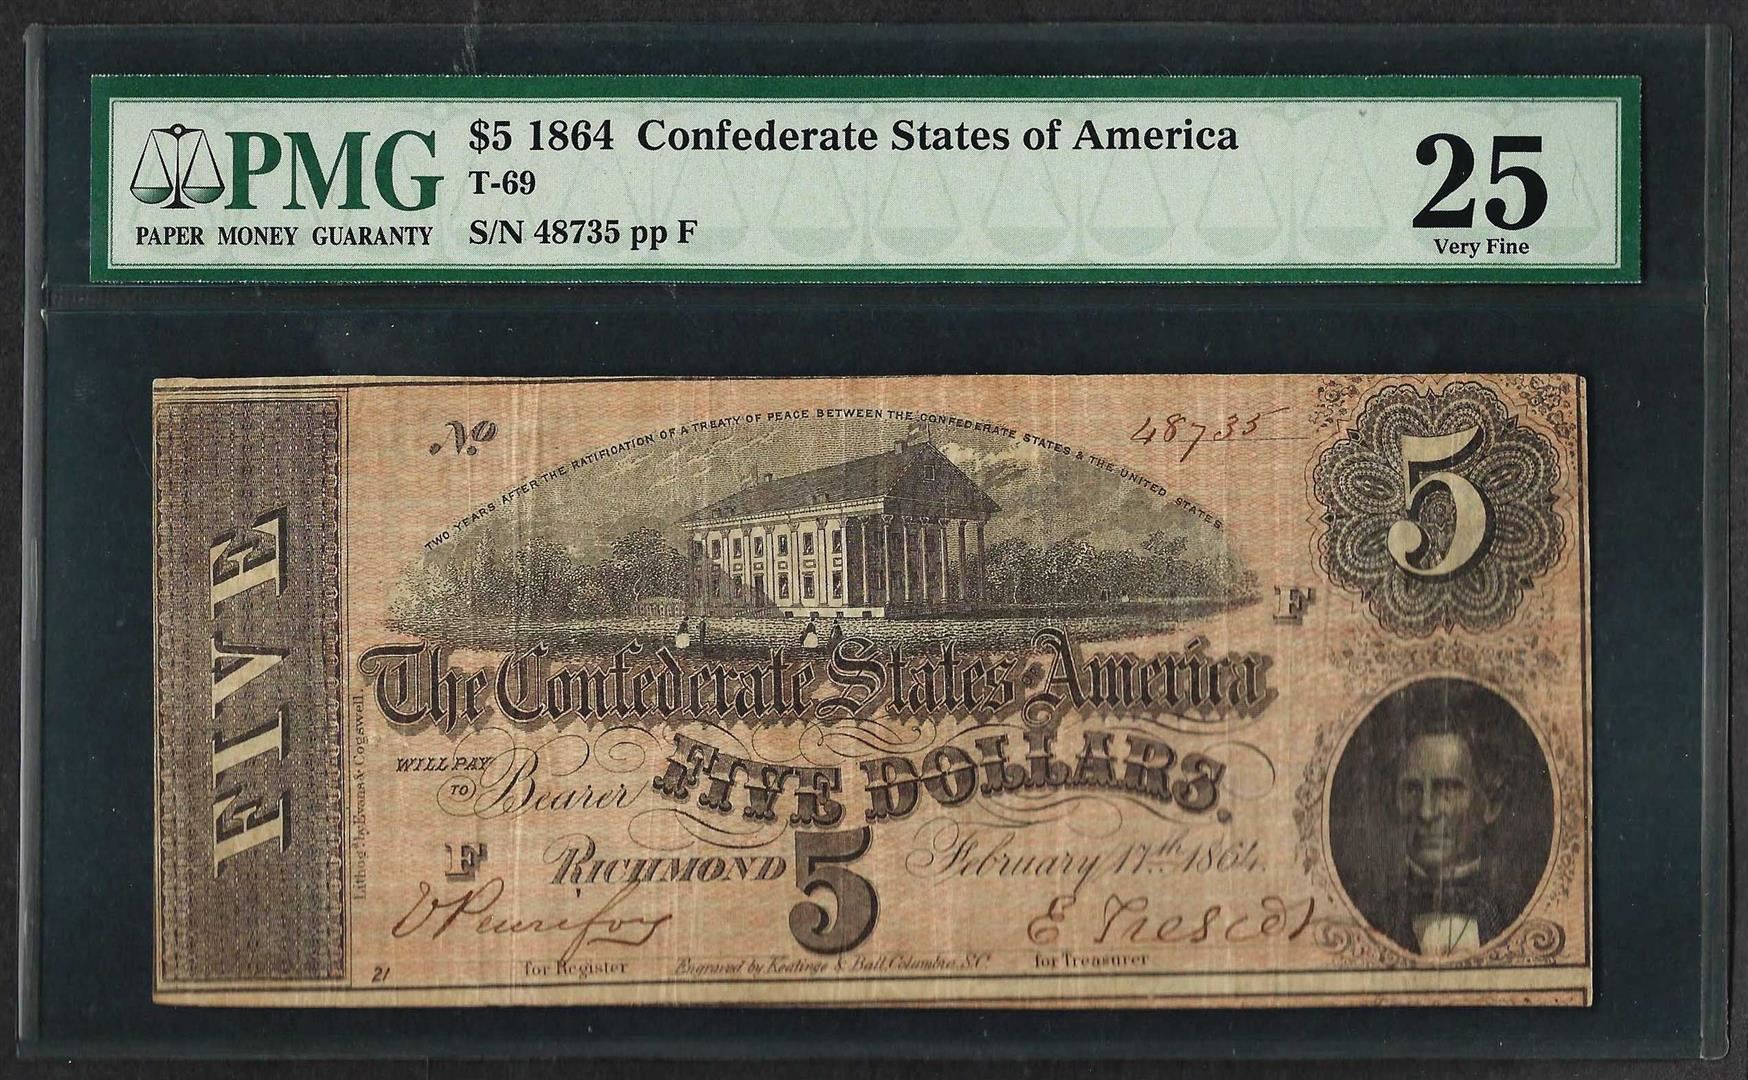 PMG
PAPER MONEY GUARANTY
$5 1864 Confederate States of America
T-69
S/N 48735 pp F
25
Very Fine
No
48735
TWO YEARS AFTER THE RATIFICATION OF A TREATY OF PEACE BETWEEN THE CONFEDERATE STATES & THE UNITED STATES
5
FIVE
F
The Confederate States of America
Lithog'd by Evans & Cogswell.
WILL PAY
TO Bearer FIVE DOLLARS.
F
RICHMOND 5 February 17th 1864.
E Trescot
21
for Register
Engraved by Keatinge & Ball, Columbia, S.C.
for Treasurer